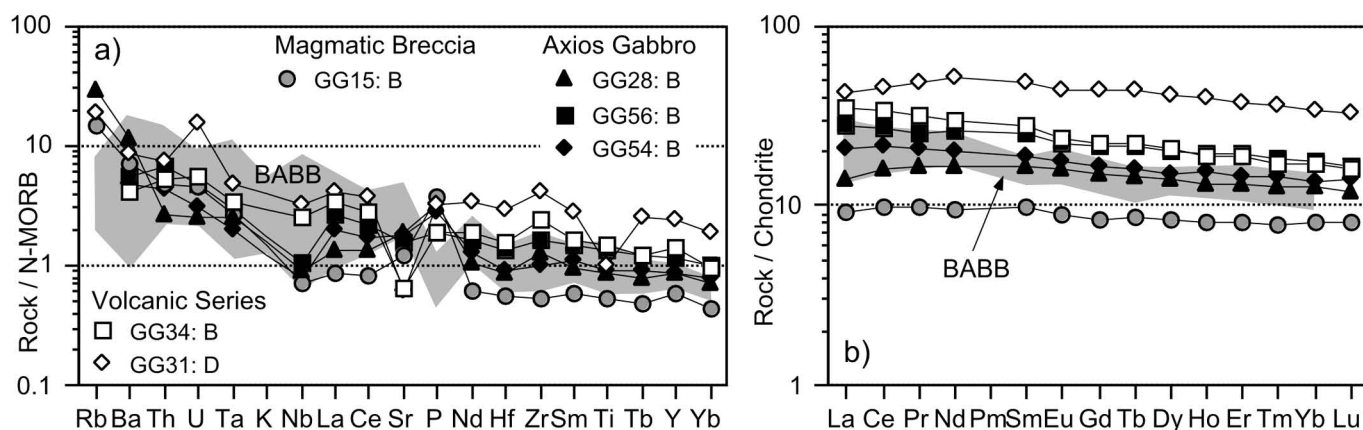 a)
Magmatic Breccia
GG15: B
Axios Gabbro
GG28: B
GG56: B
GG54: B
BABB
Volcanic Series
GG34: B
GG31: D
Rock / N-MORB
100
10
1
0.1
Rb Ba Th U Ta K Nb La Ce Sr P Nd Hf Zr Sm Ti Tb Y Yb
b)
BABB
Rock / Chondrite
100
10
1
La Ce Pr Nd Pm Sm Eu Gd Tb Dy Ho Er Tm Yb Lu